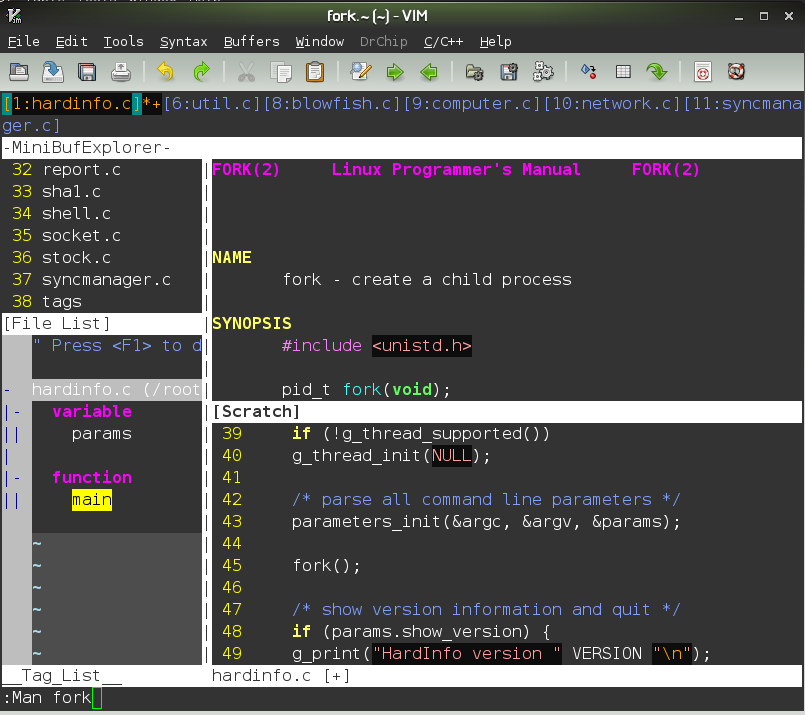 fork.~ (~) - VIM
File Edit Tools Syntax Buffers Window DrChip C/C++ Help
[1:hardinfo.c]*+[6:util.c][8:blowfish.c][9:computer.c][10:network.c][11:syncmana
ger.c]
-MiniBufExplorer-
32 report.c
33 sha1.c
34 shell.c
35 socket.c
36 stock.c
37 syncmanager.c
38 tags
[File List]
" Press <F1> to d
- hardinfo.c (/root
|- variable
|| params
|
|- function
|| main
~
~
~
~
~
~
__Tag_List__
FORK(2) Linux Programmer's Manual FORK(2)
NAME
fork - create a child process
SYNOPSIS
#include <unistd.h>
pid_t fork(void);
[Scratch]
39 if (!g_thread_supported())
40 g_thread_init(NULL);
41
42 /* parse all command line parameters */
43 parameters_init(&argc, &argv, &params);
44
45 fork();
46
47 /* show version information and quit */
48 if (params.show_version) {
49 g_print("HardInfo version " VERSION "\n");
hardinfo.c [+]
:Man fork